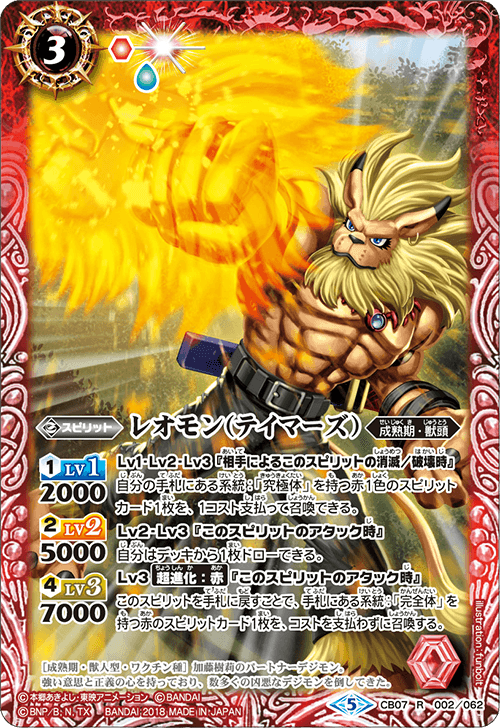 3
スピリット
レオモン(テイマーズ)
成熟期・獣頭
1 LV1
2000
Lv1・Lv2・Lv3『相手によるこのスピリットの消滅/破壊時』
自分の手札にある系統:「究極体」を持つ赤1色のスピリット
カード1枚を、1コスト支払って召喚できる。
2 LV2
5000
Lv2・Lv3『このスピリットのアタック時』
自分はデッキから1枚ドローできる。
4 LV3
7000
Lv3 超進化:赤『このスピリットのアタック時』
このスピリットを手札に戻すことで、手札にある系統:「完全体」を
持つ赤のスピリットカード1枚を、コストを支払わずに召喚する。
[成熟期・獣人型・ワクチン種] 加藤樹莉のパートナーデジモン。
強い意思と正義の心を持っており、数多くの凶悪なデジモンを倒してきた。
illustration:funbolt
©本郷あきよし・東映アニメーション ©BANDAI
©BNP/B, N, TX BANDAI 2018 MADE IN JAPAN
5 CB07 R 002/062